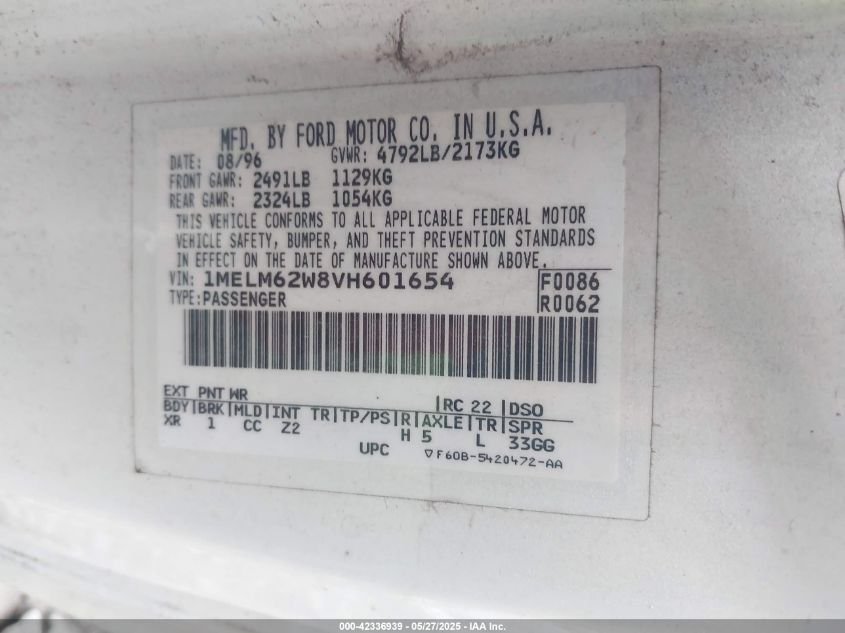 MFD. BY FORD MOTOR CO. IN U.S.A.
DATE: 08/96 GVWR: 4792LB/2173KG
FRONT GAWR: 2491LB 1129KG
REAR GAWR: 2324LB 1054KG
THIS VEHICLE CONFORMS TO ALL APPLICABLE FEDERAL MOTOR
VEHICLE SAFETY, BUMPER, AND THEFT PREVENTION STANDARDS
IN EFFECT ON THE DATE OF MANUFACTURE SHOWN ABOVE.
VIN: 1MELM62W8VH601654 F0086
TYPE: PASSENGER R0062
EXT PNT WR RC 22 DSO
BDY BRK MLD INT TR TP/PS R AXLE TR SPR
XR 1 CC Z2 H 5 L 33GG
UPC ▽F60B-5420472-AA
000-42336939 - 05/27/2025 - IAA Inc.